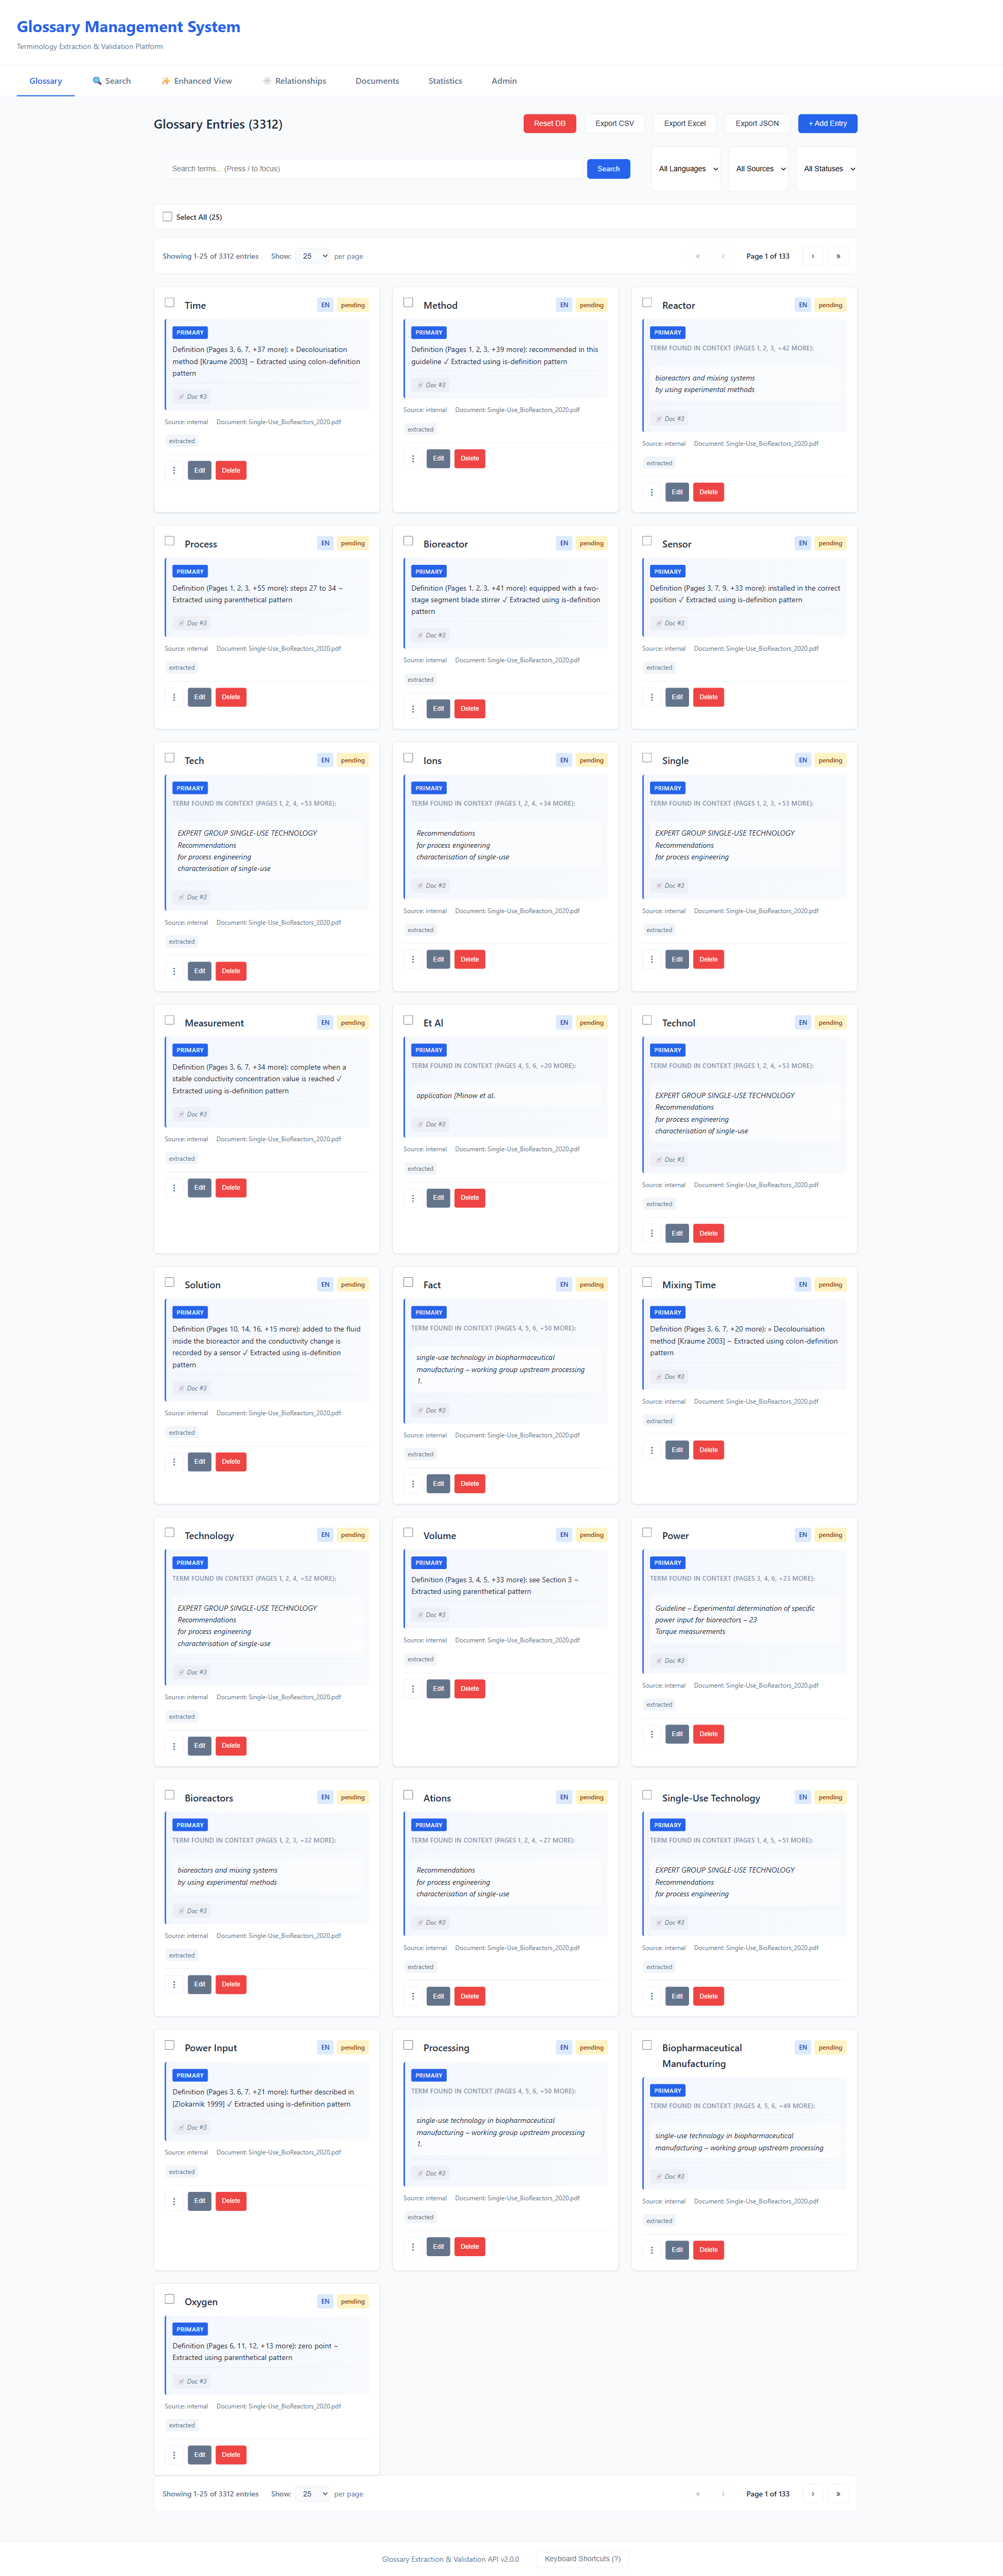 Glossary Management System
Terminology Extraction & Validation Platform
Glossary
Search
Enhanced View
Relationships
Documents
Statistics
Admin
Glossary Entries (3312)
Reset DB
Export CSV
Export Excel
Export JSON
+ Add Entry
Search terms... (Press / to focus)
Search
All Languages
All Sources
All Statuses
Select All (25)
Showing 1-25 of 3312 entries
Show: 25 per page
« ‹ Page 1 of 133 › »
Time
EN pending
PRIMARY
Definition (Pages 3, 6, 7, +37 more): » Decolourisation
method [Kraume 2003] ~ Extracted using colon-definition
pattern
Doc #3
Source: internal Document: Single-Use_BioReactors_2020.pdf
extracted
⋮ Edit Delete
Method
EN pending
PRIMARY
Definition (Pages 1, 2, 3, +39 more): recommended in this
guideline ✓ Extracted using is-definition pattern
Doc #3
Source: internal Document: Single-Use_BioReactors_2020.pdf
extracted
⋮ Edit Delete
Reactor
EN pending
PRIMARY
TERM FOUND IN CONTEXT (PAGES 1, 2, 3, +42 MORE):
bioreactors and mixing systems
by using experimental methods
Doc #3
Source: internal Document: Single-Use_BioReactors_2020.pdf
extracted
⋮ Edit Delete
Process
EN pending
PRIMARY
Definition (Pages 1, 2, 3, +55 more): steps 27 to 34 ~
Extracted using parenthetical pattern
Doc #3
Source: internal Document: Single-Use_BioReactors_2020.pdf
extracted
⋮ Edit Delete
Bioreactor
EN pending
PRIMARY
Definition (Pages 1, 2, 3, +41 more): equipped with a two-
stage segment blade stirrer ✓ Extracted using is-definition
pattern
Doc #3
Source: internal Document: Single-Use_BioReactors_2020.pdf
extracted
⋮ Edit Delete
Sensor
EN pending
PRIMARY
Definition (Pages 3, 7, 9, +33 more): installed in the correct
position ✓ Extracted using is-definition pattern
Doc #3
Source: internal Document: Single-Use_BioReactors_2020.pdf
extracted
⋮ Edit Delete
Tech
EN pending
PRIMARY
TERM FOUND IN CONTEXT (PAGES 1, 2, 4, +53 MORE):
EXPERT GROUP SINGLE-USE TECHNOLOGY
Recommendations
for process engineering
characterisation of single-use
Doc #3
Source: internal Document: Single-Use_BioReactors_2020.pdf
extracted
⋮ Edit Delete
Ions
EN pending
PRIMARY
TERM FOUND IN CONTEXT (PAGES 1, 2, 4, +34 MORE):
Recommendations
for process engineering
characterisation of single-use
Doc #3
Source: internal Document: Single-Use_BioReactors_2020.pdf
extracted
⋮ Edit Delete
Single
EN pending
PRIMARY
TERM FOUND IN CONTEXT (PAGES 1, 2, 3, +53 MORE):
EXPERT GROUP SINGLE-USE TECHNOLOGY
Recommendations
for process engineering
Doc #3
Source: internal Document: Single-Use_BioReactors_2020.pdf
extracted
⋮ Edit Delete
Measurement
EN pending
PRIMARY
Definition (Pages 3, 6, 7, +34 more): complete when a
stable conductivity concentration value is reached ✓
Extracted using is-definition pattern
Doc #3
Source: internal Document: Single-Use_BioReactors_2020.pdf
extracted
⋮ Edit Delete
Et Al
EN pending
PRIMARY
TERM FOUND IN CONTEXT (PAGES 4, 5, 6, +20 MORE):
application [Minow et al.
Doc #3
Source: internal Document: Single-Use_BioReactors_2020.pdf
extracted
⋮ Edit Delete
Technol
EN pending
PRIMARY
TERM FOUND IN CONTEXT (PAGES 1, 2, 4, +53 MORE):
EXPERT GROUP SINGLE-USE TECHNOLOGY
Recommendations
for process engineering
characterisation of single-use
Doc #3
Source: internal Document: Single-Use_BioReactors_2020.pdf
extracted
⋮ Edit Delete
Solution
EN pending
PRIMARY
Definition (Pages 10, 14, 16, +15 more): added to the fluid
inside the bioreactor and the conductivity change is
recorded by a sensor ✓ Extracted using is-definition
pattern
Doc #3
Source: internal Document: Single-Use_BioReactors_2020.pdf
extracted
⋮ Edit Delete
Fact
EN pending
PRIMARY
TERM FOUND IN CONTEXT (PAGES 4, 5, 6, +50 MORE):
single-use technology in biopharmaceutical
manufacturing – working group upstream processing
1.
Doc #3
Source: internal Document: Single-Use_BioReactors_2020.pdf
extracted
⋮ Edit Delete
Mixing Time
EN pending
PRIMARY
Definition (Pages 3, 6, 7, +20 more): » Decolourisation
method [Kraume 2003] ~ Extracted using colon-definition
pattern
Doc #3
Source: internal Document: Single-Use_BioReactors_2020.pdf
extracted
⋮ Edit Delete
Technology
EN pending
PRIMARY
TERM FOUND IN CONTEXT (PAGES 1, 2, 4, +52 MORE):
EXPERT GROUP SINGLE-USE TECHNOLOGY
Recommendations
for process engineering
characterisation of single-use
Doc #3
Source: internal Document: Single-Use_BioReactors_2020.pdf
extracted
⋮ Edit Delete
Volume
EN pending
PRIMARY
Definition (Pages 3, 4, 5, +33 more): see Section 3 ~
Extracted using parenthetical pattern
Doc #3
Source: internal Document: Single-Use_BioReactors_2020.pdf
extracted
⋮ Edit Delete
Power
EN pending
PRIMARY
TERM FOUND IN CONTEXT (PAGES 3, 4, 6, +23 MORE):
Guideline – Experimental determination of specific
power input for bioreactors – 23
Torque measurements
Doc #3
Source: internal Document: Single-Use_BioReactors_2020.pdf
extracted
⋮ Edit Delete
Bioreactors
EN pending
PRIMARY
TERM FOUND IN CONTEXT (PAGES 1, 2, 3, +32 MORE):
bioreactors and mixing systems
by using experimental methods
Doc #3
Source: internal Document: Single-Use_BioReactors_2020.pdf
extracted
⋮ Edit Delete
Ations
EN pending
PRIMARY
TERM FOUND IN CONTEXT (PAGES 1, 2, 4, +27 MORE):
Recommendations
for process engineering
characterisation of single-use
Doc #3
Source: internal Document: Single-Use_BioReactors_2020.pdf
extracted
⋮ Edit Delete
Single-Use Technology
EN pending
PRIMARY
TERM FOUND IN CONTEXT (PAGES 1, 4, 5, +51 MORE):
EXPERT GROUP SINGLE-USE TECHNOLOGY
Recommendations
for process engineering
Doc #3
Source: internal Document: Single-Use_BioReactors_2020.pdf
extracted
⋮ Edit Delete
Power Input
EN pending
PRIMARY
Definition (Pages 3, 6, 7, +21 more): further described in
[Zlokarnik 1999] ✓ Extracted using is-definition pattern
Doc #3
Source: internal Document: Single-Use_BioReactors_2020.pdf
extracted
⋮ Edit Delete
Processing
EN pending
PRIMARY
TERM FOUND IN CONTEXT (PAGES 4, 5, 6, +50 MORE):
single-use technology in biopharmaceutical
manufacturing – working group upstream processing
1.
Doc #3
Source: internal Document: Single-Use_BioReactors_2020.pdf
extracted
⋮ Edit Delete
Biopharmaceutical
Manufacturing
EN pending
PRIMARY
TERM FOUND IN CONTEXT (PAGES 4, 5, 6, +49 MORE):
single-use technology in biopharmaceutical
manufacturing – working group upstream processing
Doc #3
Source: internal Document: Single-Use_BioReactors_2020.pdf
extracted
⋮ Edit Delete
Oxygen
EN pending
PRIMARY
Definition (Pages 6, 11, 12, +13 more): zero point ~
Extracted using parenthetical pattern
Doc #3
Source: internal Document: Single-Use_BioReactors_2020.pdf
extracted
⋮ Edit Delete
Showing 1-25 of 3312 entries
Show: 25 per page
« ‹ Page 1 of 133 › »
Glossary Extraction & Validation API v2.0.0
Keyboard Shortcuts (?)